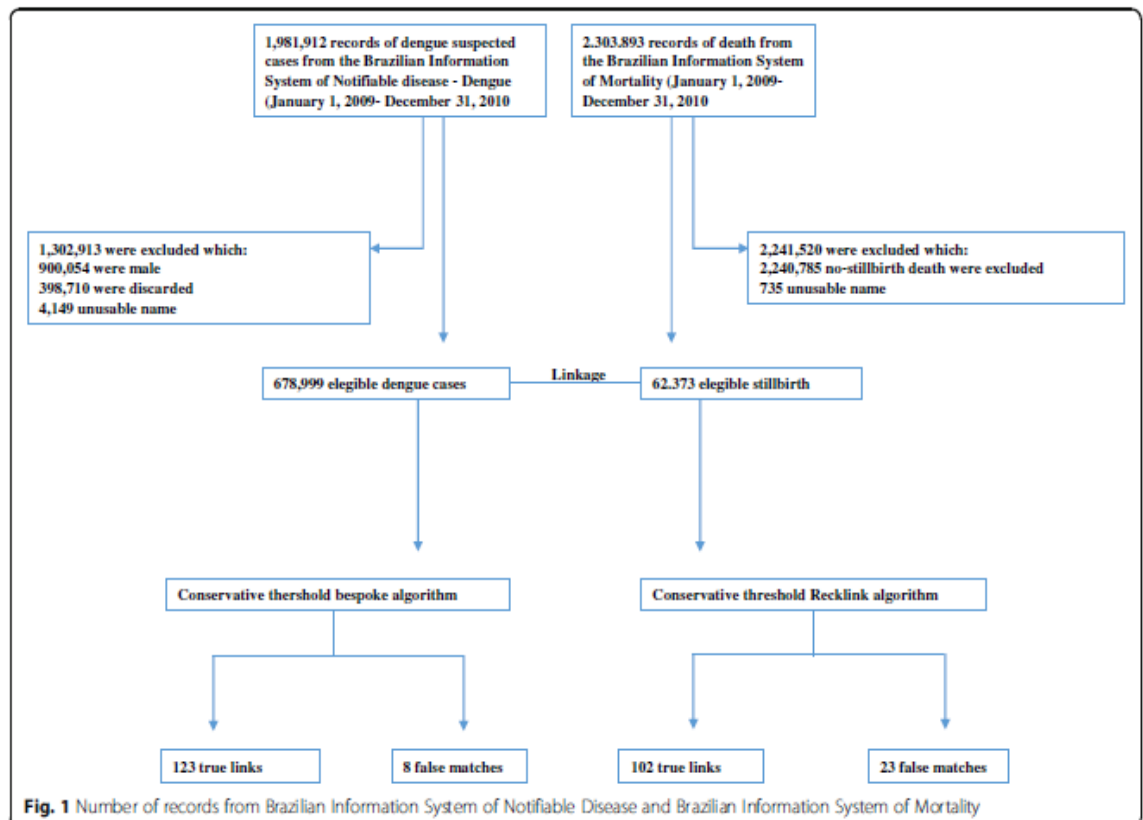 1,981,912 records of dengue suspected
cases from the Brazilian Information
System of Notifiable disease - Dengue
(January 1, 2009- December 31, 2010
2.303.893 records of death from
the Brazilian Information System
of Mortality (January 1, 2009-
December 31, 2010
1,302,913 were excluded which:
900,054 were male
398,710 were discarded
4,149 unusable name
2,241,520 were excluded which:
2,240,785 no-stillbirth death were excluded
735 unusable name
678,999 elegible dengue cases
Linkage
62.373 elegible stillbirth
Conservative thershold bespoke algorithm
Conservative threshold Recklink algorithm
123 true links
8 false matches
102 true links
23 false matches
Fig. 1 Number of records from Brazilian Information System of Notifiable Disease and Brazilian Information System of Mortality